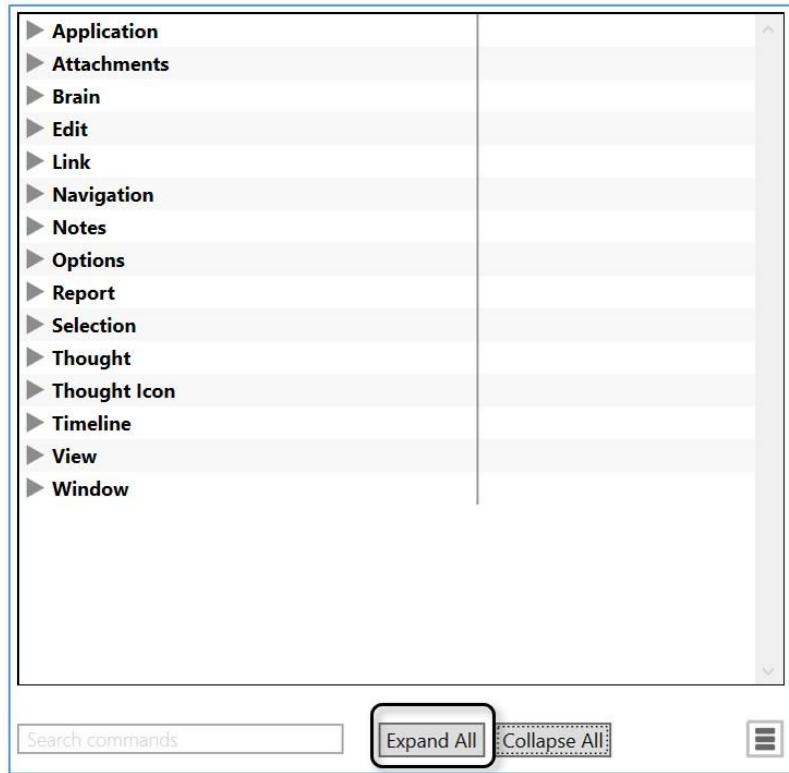 Application
Attachments
Brain
Edit
Link
Navigation
Notes
Options
Report
Selection
Thought
Thought Icon
Timeline
View
Window
Search commands Expand All Collapse All